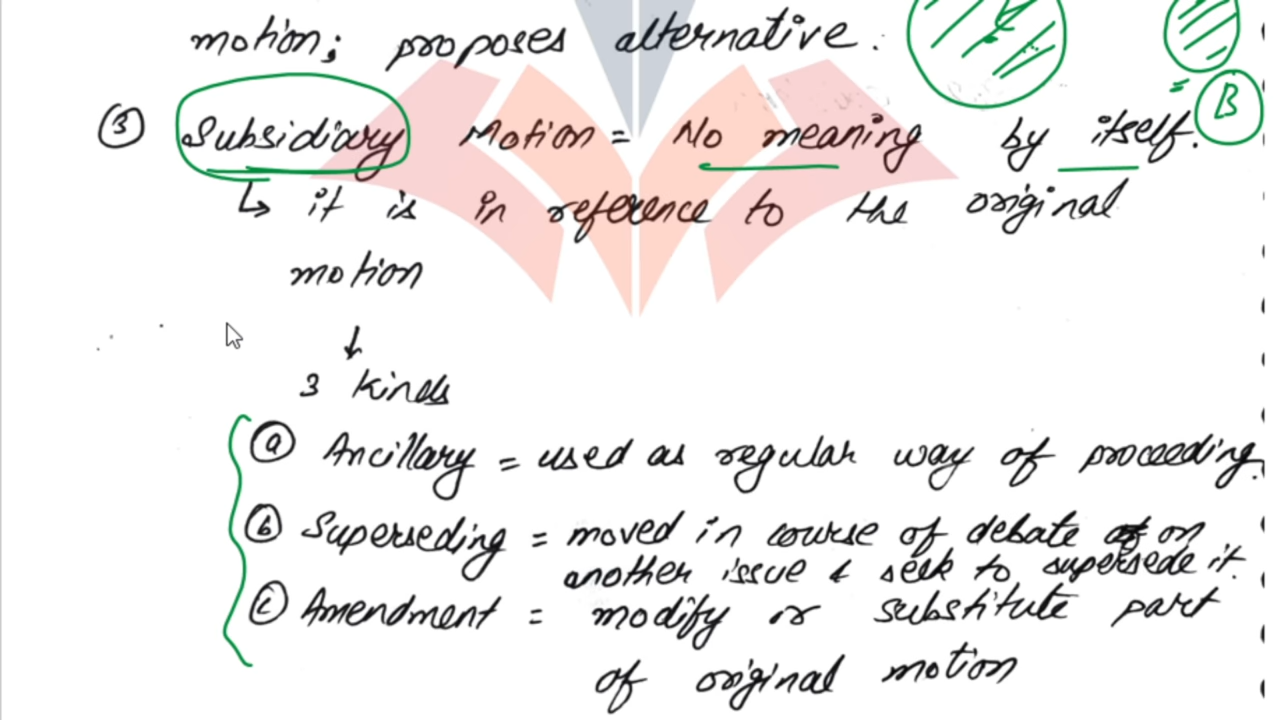 motion; proposes alternative.
③ Subsidiary Motion = No meaning by itself. B
↳ it is in reference to the original
motion
↓
3 kinds
ⓐ Ancillary = used as regular way of proceeding.
ⓑ Superseding = moved in course of debate on
another issue & seek to supersede it.
ⓒ Amendment = modify or substitute part
of original motion